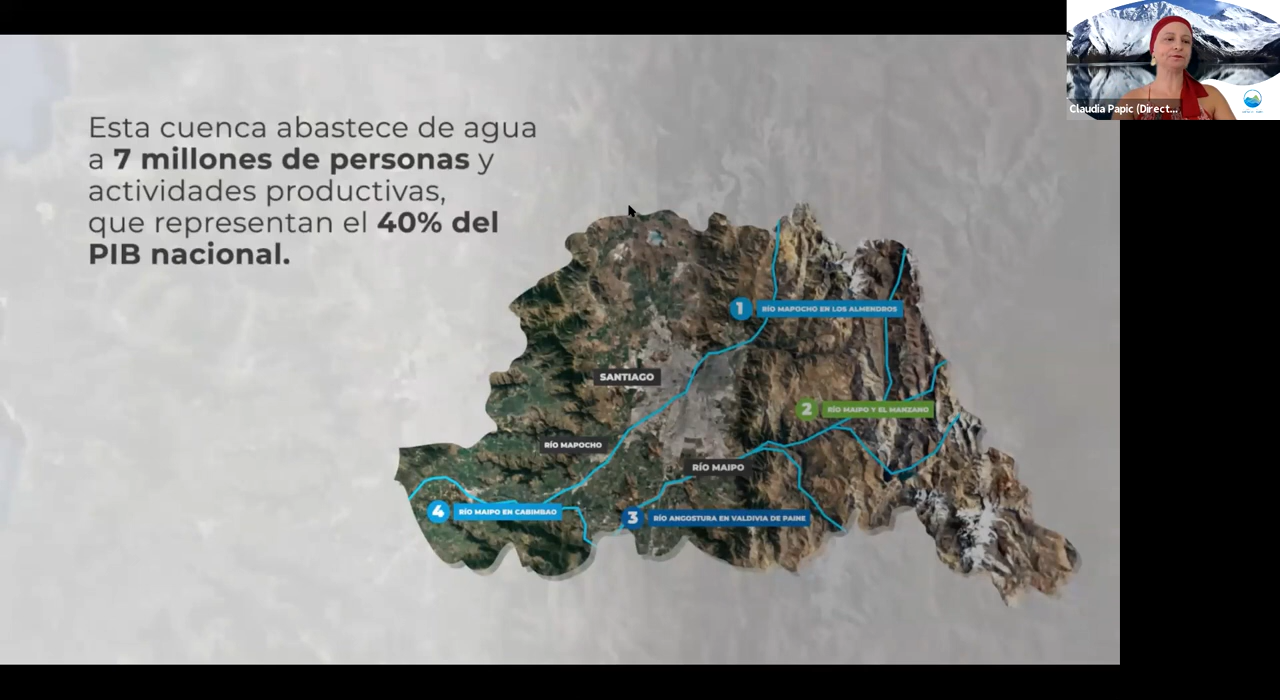 Esta cuenca abastece de agua
a 7 millones de personas y
actividades productivas,
que representan el 40% del
PIB nacional.
Claudia Papic (Direct...
1 RÍO MAPOCHO EN LOS ALMENDROS
SANTIAGO
2 RÍO MAIPO Y EL MANZANO
RÍO MAPOCHO
RÍO MAIPO
4 RÍO MAIPO EN CABIMBAO
3 RÍO ANGOSTURA EN VALDIVIA DE PAINE